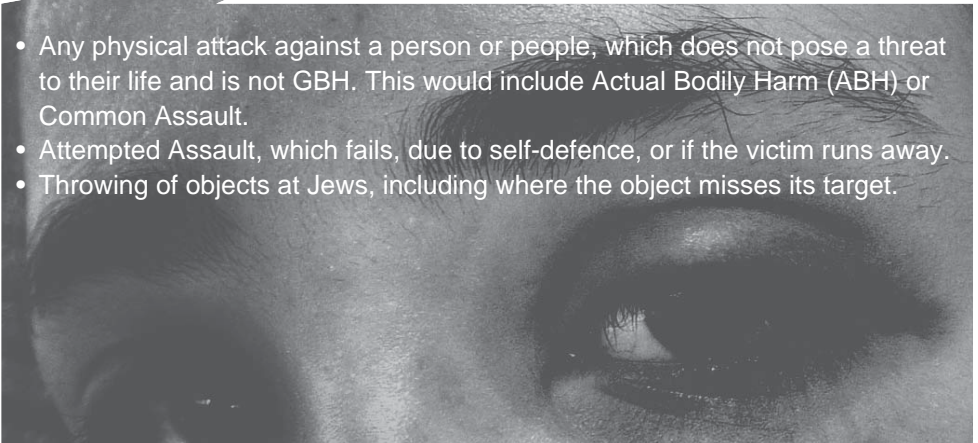 • Any physical attack against a person or people, which does not pose a threat
to their life and is not GBH. This would include Actual Bodily Harm (ABH) or
Common Assault.
• Attempted Assault, which fails, due to self-defence, or if the victim runs away.
• Throwing of objects at Jews, including where the object misses its target.